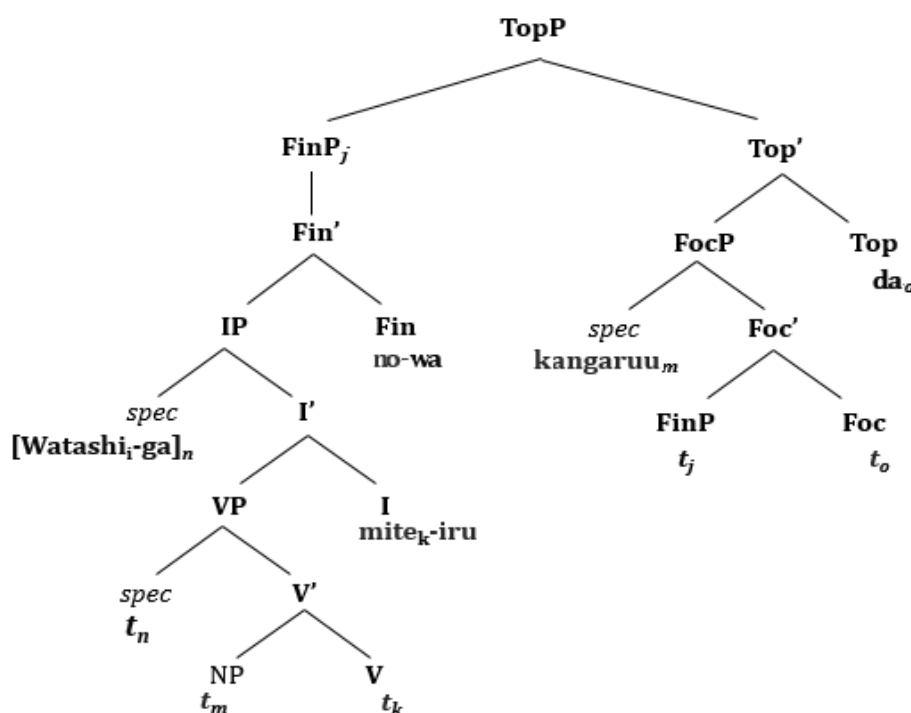 TopP
FinPj Top’
Fin’ FocP Top
dao
IP Fin spec Foc’
no-wa kangaruum
spec I’ FinP Foc
[Watashii-ga]n tj to
VP I
mitek-iru
spec V’
tn
NP V
tm tk